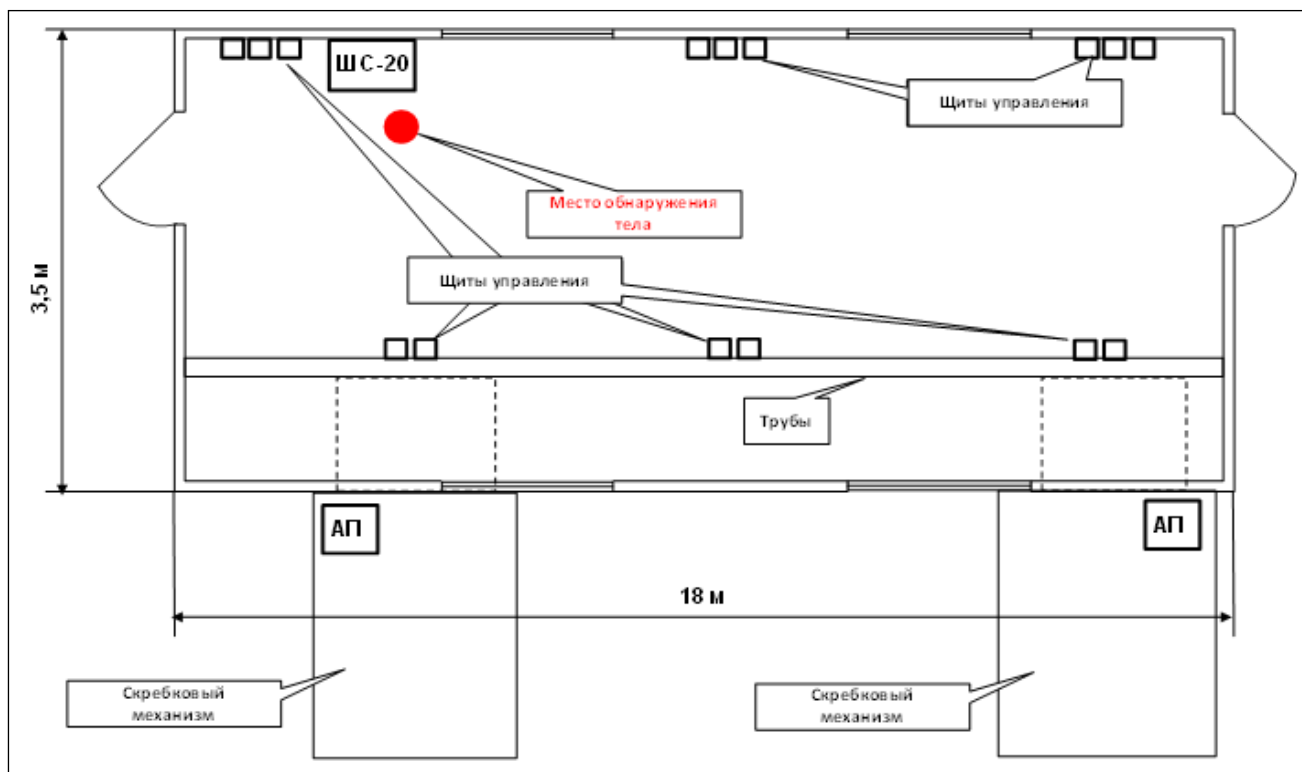 ШС-20
Щиты управления
Место обнаружения
тела
3,5 м
Щиты управления
Трубы
АП
АП
18 м
Скребковый
механизм
Скребковый
механизм